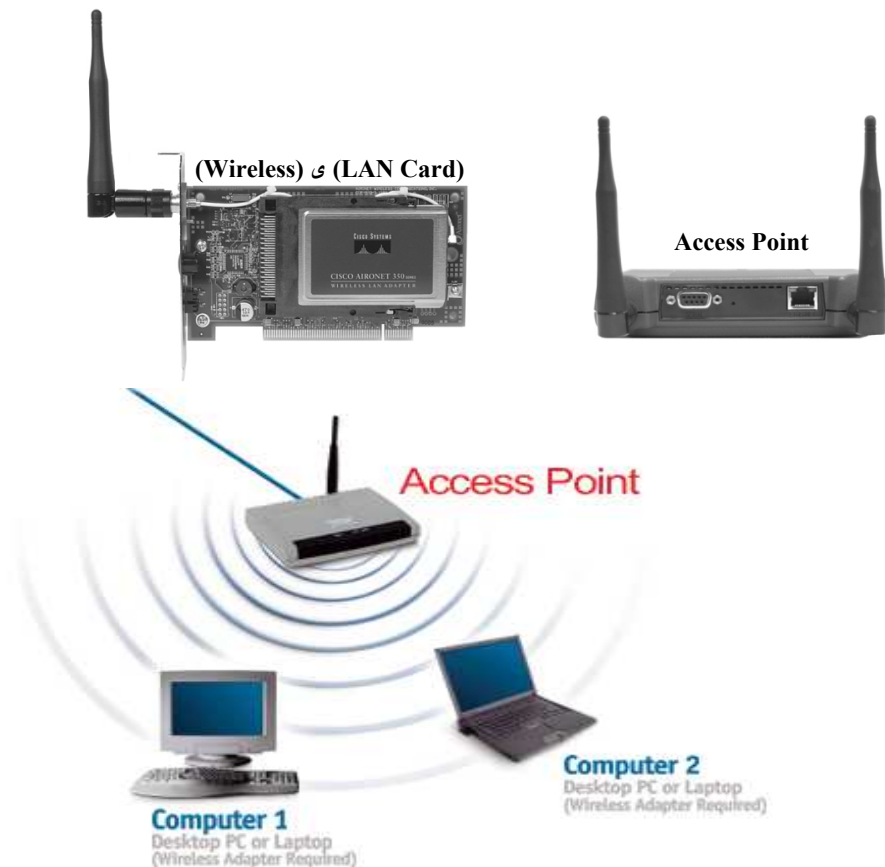 (LAN Card) ى (Wireless)
CISCO SYSTEMS
CISCO AIRONET 350 SERIES
WIRELESS LAN ADAPTER
Access Point
Access Point
Computer 1
Desktop PC or Laptop
(Wireless Adapter Required)
Computer 2
Desktop PC or Laptop
(Wireless Adapter Required)